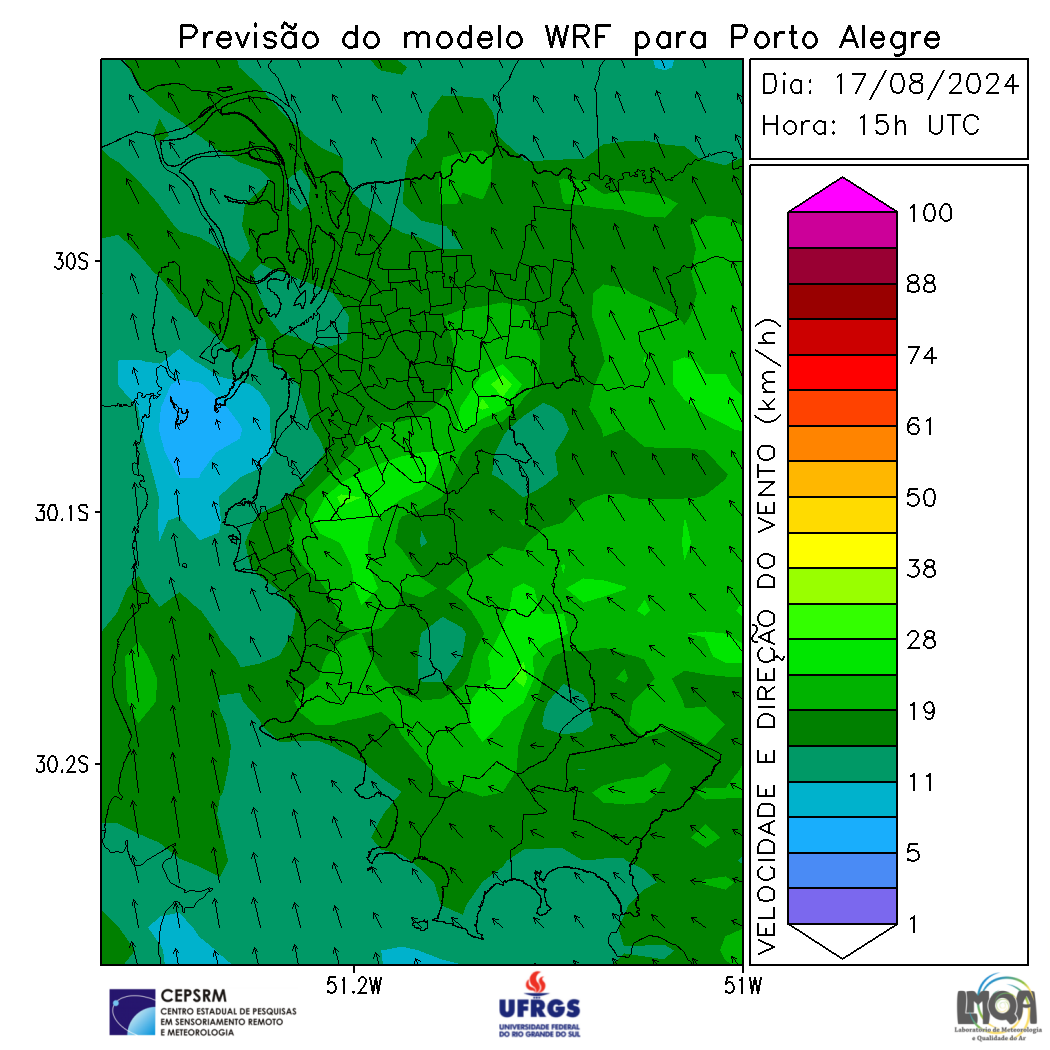 Previsão do modelo WRF para Porto Alegre
Dia: 17/08/2024
Hora: 15h UTC
30S
30.1S
30.2S
51.2W
51W
VELOCIDADE E DIREÇÃO DO VENTO (km/h)
100
88
74
61
50
38
28
19
11
5
1
CEPSRM
CENTRO ESTADUAL DE PESQUISAS
EM SENSORIAMENTO REMOTO
E METEOROLOGIA
UFRGS
UNIVERSIDADE FEDERAL
DO RIO GRANDE DO SUL
LMQA
Laboratório de Meteorologia
e Qualidade do Ar